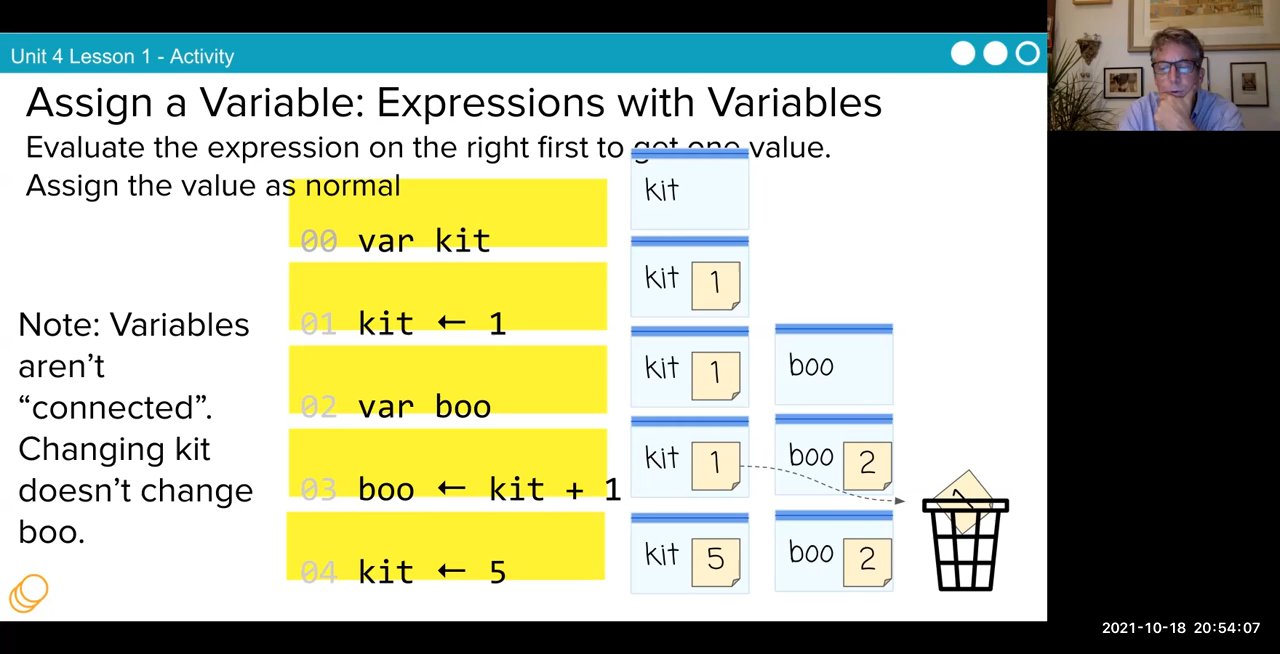 Unit 4 Lesson 1 - Activity
Assign a Variable: Expressions with Variables
Evaluate the expression on the right first to get one value.
Assign the value as normal
00 var kit
kit
01 kit ← 1
kit 1
02 var boo
kit 1
boo
03 boo ← kit + 1
kit 1
boo 2
04 kit ← 5
kit 5
boo 2
Note: Variables
aren’t
“connected”.
Changing kit
doesn’t change
boo.
2021-10-18 20:54:07